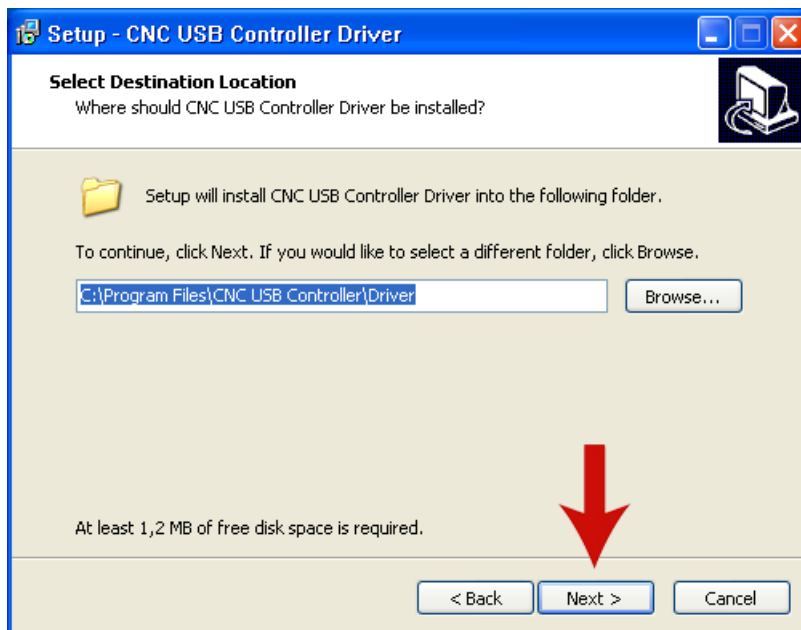 Setup - CNC USB Controller Driver
Select Destination Location
Where should CNC USB Controller Driver be installed?
Setup will install CNC USB Controller Driver into the following folder.
To continue, click Next. If you would like to select a different folder, click Browse.
C:\Program Files\CNC USB Controller\Driver
Browse...
At least 1,2 MB of free disk space is required.
< Back
Next >
Cancel